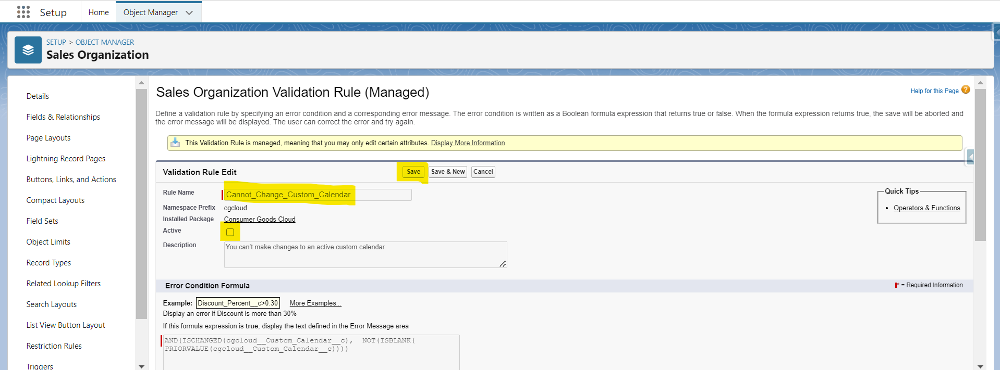 Setup
Home
Object Manager
SETUP > OBJECT MANAGER
Sales Organization
Details
Fields & Relationships
Page Layouts
Lightning Record Pages
Buttons, Links, and Actions
Compact Layouts
Field Sets
Object Limits
Record Types
Related Lookup Filters
Search Layouts
List View Button Layout
Restriction Rules
Triggers
Sales Organization Validation Rule (Managed)
Help for this Page ?
Define a validation rule by specifying an error condition and a corresponding error message. The error condition is written as a Boolean formula expression that returns true or false. When the formula expression returns true, the save will be aborted and
the error message will be displayed. The user can correct the error and try again.
This Validation Rule is managed, meaning that you may only edit certain attributes. Display More Information
Validation Rule Edit
Save
Save & New
Cancel
Rule Name
Cannot_Change_Custom_Calendar
Namespace Prefix
cgcloud
Installed Package
Consumer Goods Cloud
Active
Description
You can't make changes to an active custom calendar
Quick Tips
• Operators & Functions
Error Condition Formula
* = Required Information
Example: Discount_Percent__c>0.30 More Examples...
Display an error if Discount is more than 30%
If this formula expression is true, display the text defined in the Error Message area
AND(ISCHANGED(cgcloud__Custom_Calendar__c), NOT(ISBLANK(
PRIORVALUE(cgcloud__Custom_Calendar__c))))